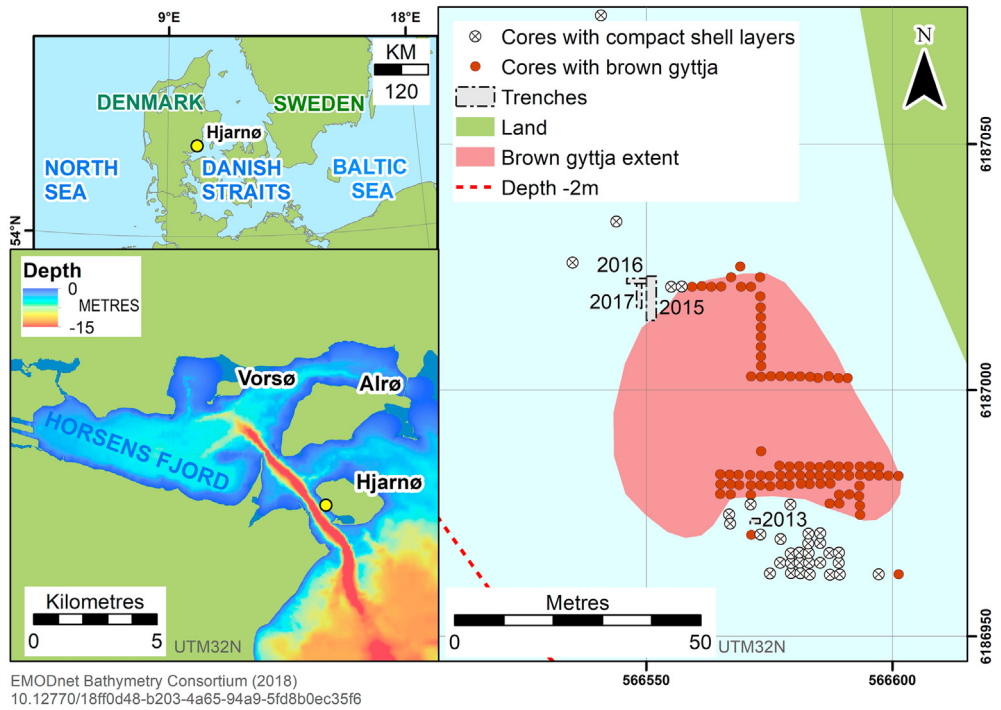 9°E
18°E
KM
120
DENMARK
SWEDEN
Hjarnø
NORTH
SEA
DANISH
STRAITS
BALTIC
SEA
54°N
Depth
0
METRES
-15
Vorsø
Alrø
HORSENS FJORD
Hjarnø
Kilometres
0 5
UTM32N
Cores with compact shell layers
Cores with brown gyttja
Trenches
Land
Brown gyttja extent
Depth -2m
N
6187050
2016
2017
2015
6187000
2013
Metres
0 50
UTM32N
6186950
566550
566600
EMODnet Bathymetry Consortium (2018)
10.12770/18ff0d48-b203-4a65-94a9-5fd8b0ec35f6